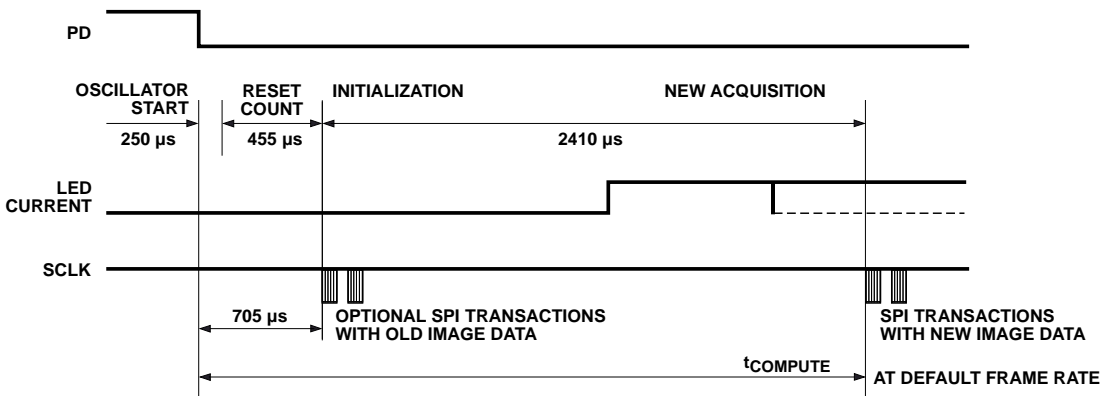 PD
OSCILLATOR
START
RESET
COUNT
INITIALIZATION
NEW ACQUISITION
250 µs
455 µs
2410 µs
LED
CURRENT
SCLK
705 µs
OPTIONAL SPI TRANSACTIONS
WITH OLD IMAGE DATA
SPI TRANSACTIONS
WITH NEW IMAGE DATA
tCOMPUTE
AT DEFAULT FRAME RATE